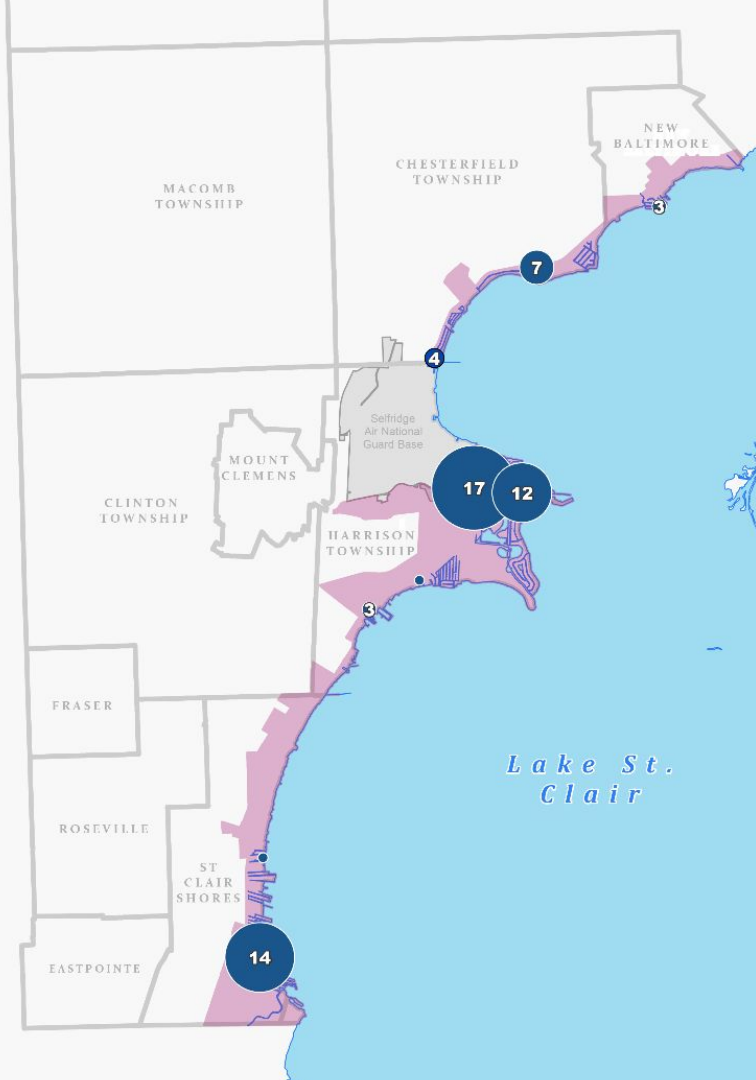 NEW
BALTIMORE
CHESTERFIELD
TOWNSHIP
MACOMB
TOWNSHIP
3
7
4
Selfridge
Air National
Guard Base
MOUNT
CLEMENS
17
12
CLINTON
TOWNSHIP
HARRISON
TOWNSHIP
3
FRASER
Lake St.
Clair
ROSEVILLE
ST
CLAIR
SHORES
14
EASTPOINTE